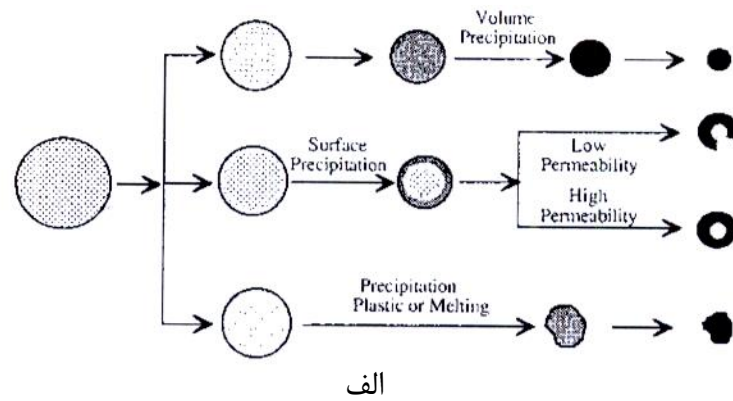 Volume
Precipitation
Surface
Precipitation
Low
Permeability
High
Permeability
Precipitation
Plastic or Melting
الف